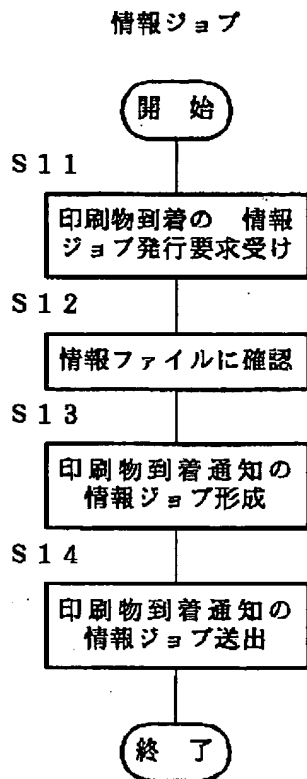 情報ジョブ
開 始
S11
印刷物到着の 情報
ジョブ発行要求受け
S12
情報ファイルに確認
S13
印刷物到着通知の
情報ジョブ形成
S14
印刷物到着通知の
情報ジョブ送出
終 了